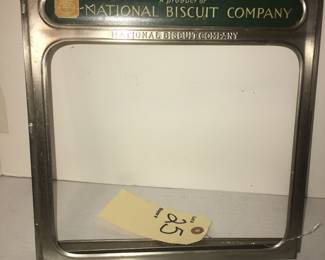 A product of
NATIONAL BISCUIT COMPANY
NATIONAL BISCUIT COMPANY
25